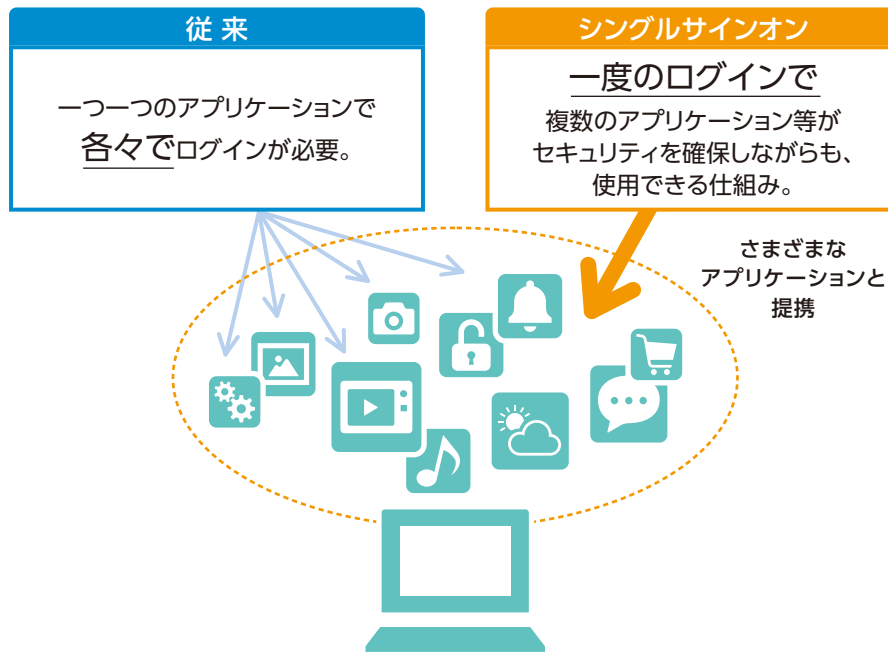 従来
一つ一つのアプリケーションで
各々でログインが必要。
シングルサインオン
一度のログインで
複数のアプリケーション等が
セキュリティを確保しながらも、
使用できる仕組み。
さまざまな
アプリケーションと
提携